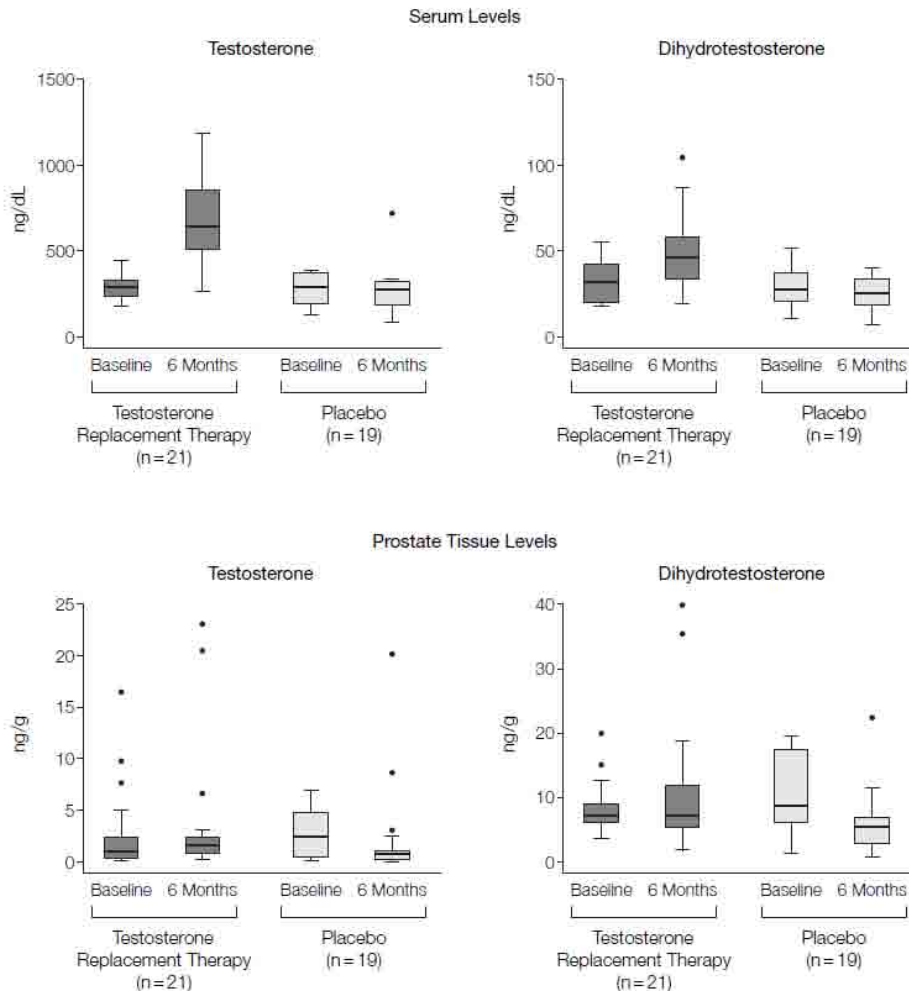 Serum Levels
Testosterone
1500
1000
500
0
ng/dL
Baseline 6 Months Baseline 6 Months
Testosterone
Replacement Therapy
(n=21)
Placebo
(n=19)
Dihydrotestosterone
150
100
50
0
ng/dL
Baseline 6 Months Baseline 6 Months
Testosterone
Replacement Therapy
(n=21)
Placebo
(n=19)
Prostate Tissue Levels
Testosterone
25
20
15
10
5
0
ng/g
Baseline 6 Months Baseline 6 Months
Testosterone
Replacement Therapy
(n=21)
Placebo
(n=19)
Dihydrotestosterone
40
30
20
10
0
ng/g
Baseline 6 Months Baseline 6 Months
Testosterone
Replacement Therapy
(n=21)
Placebo
(n=19)